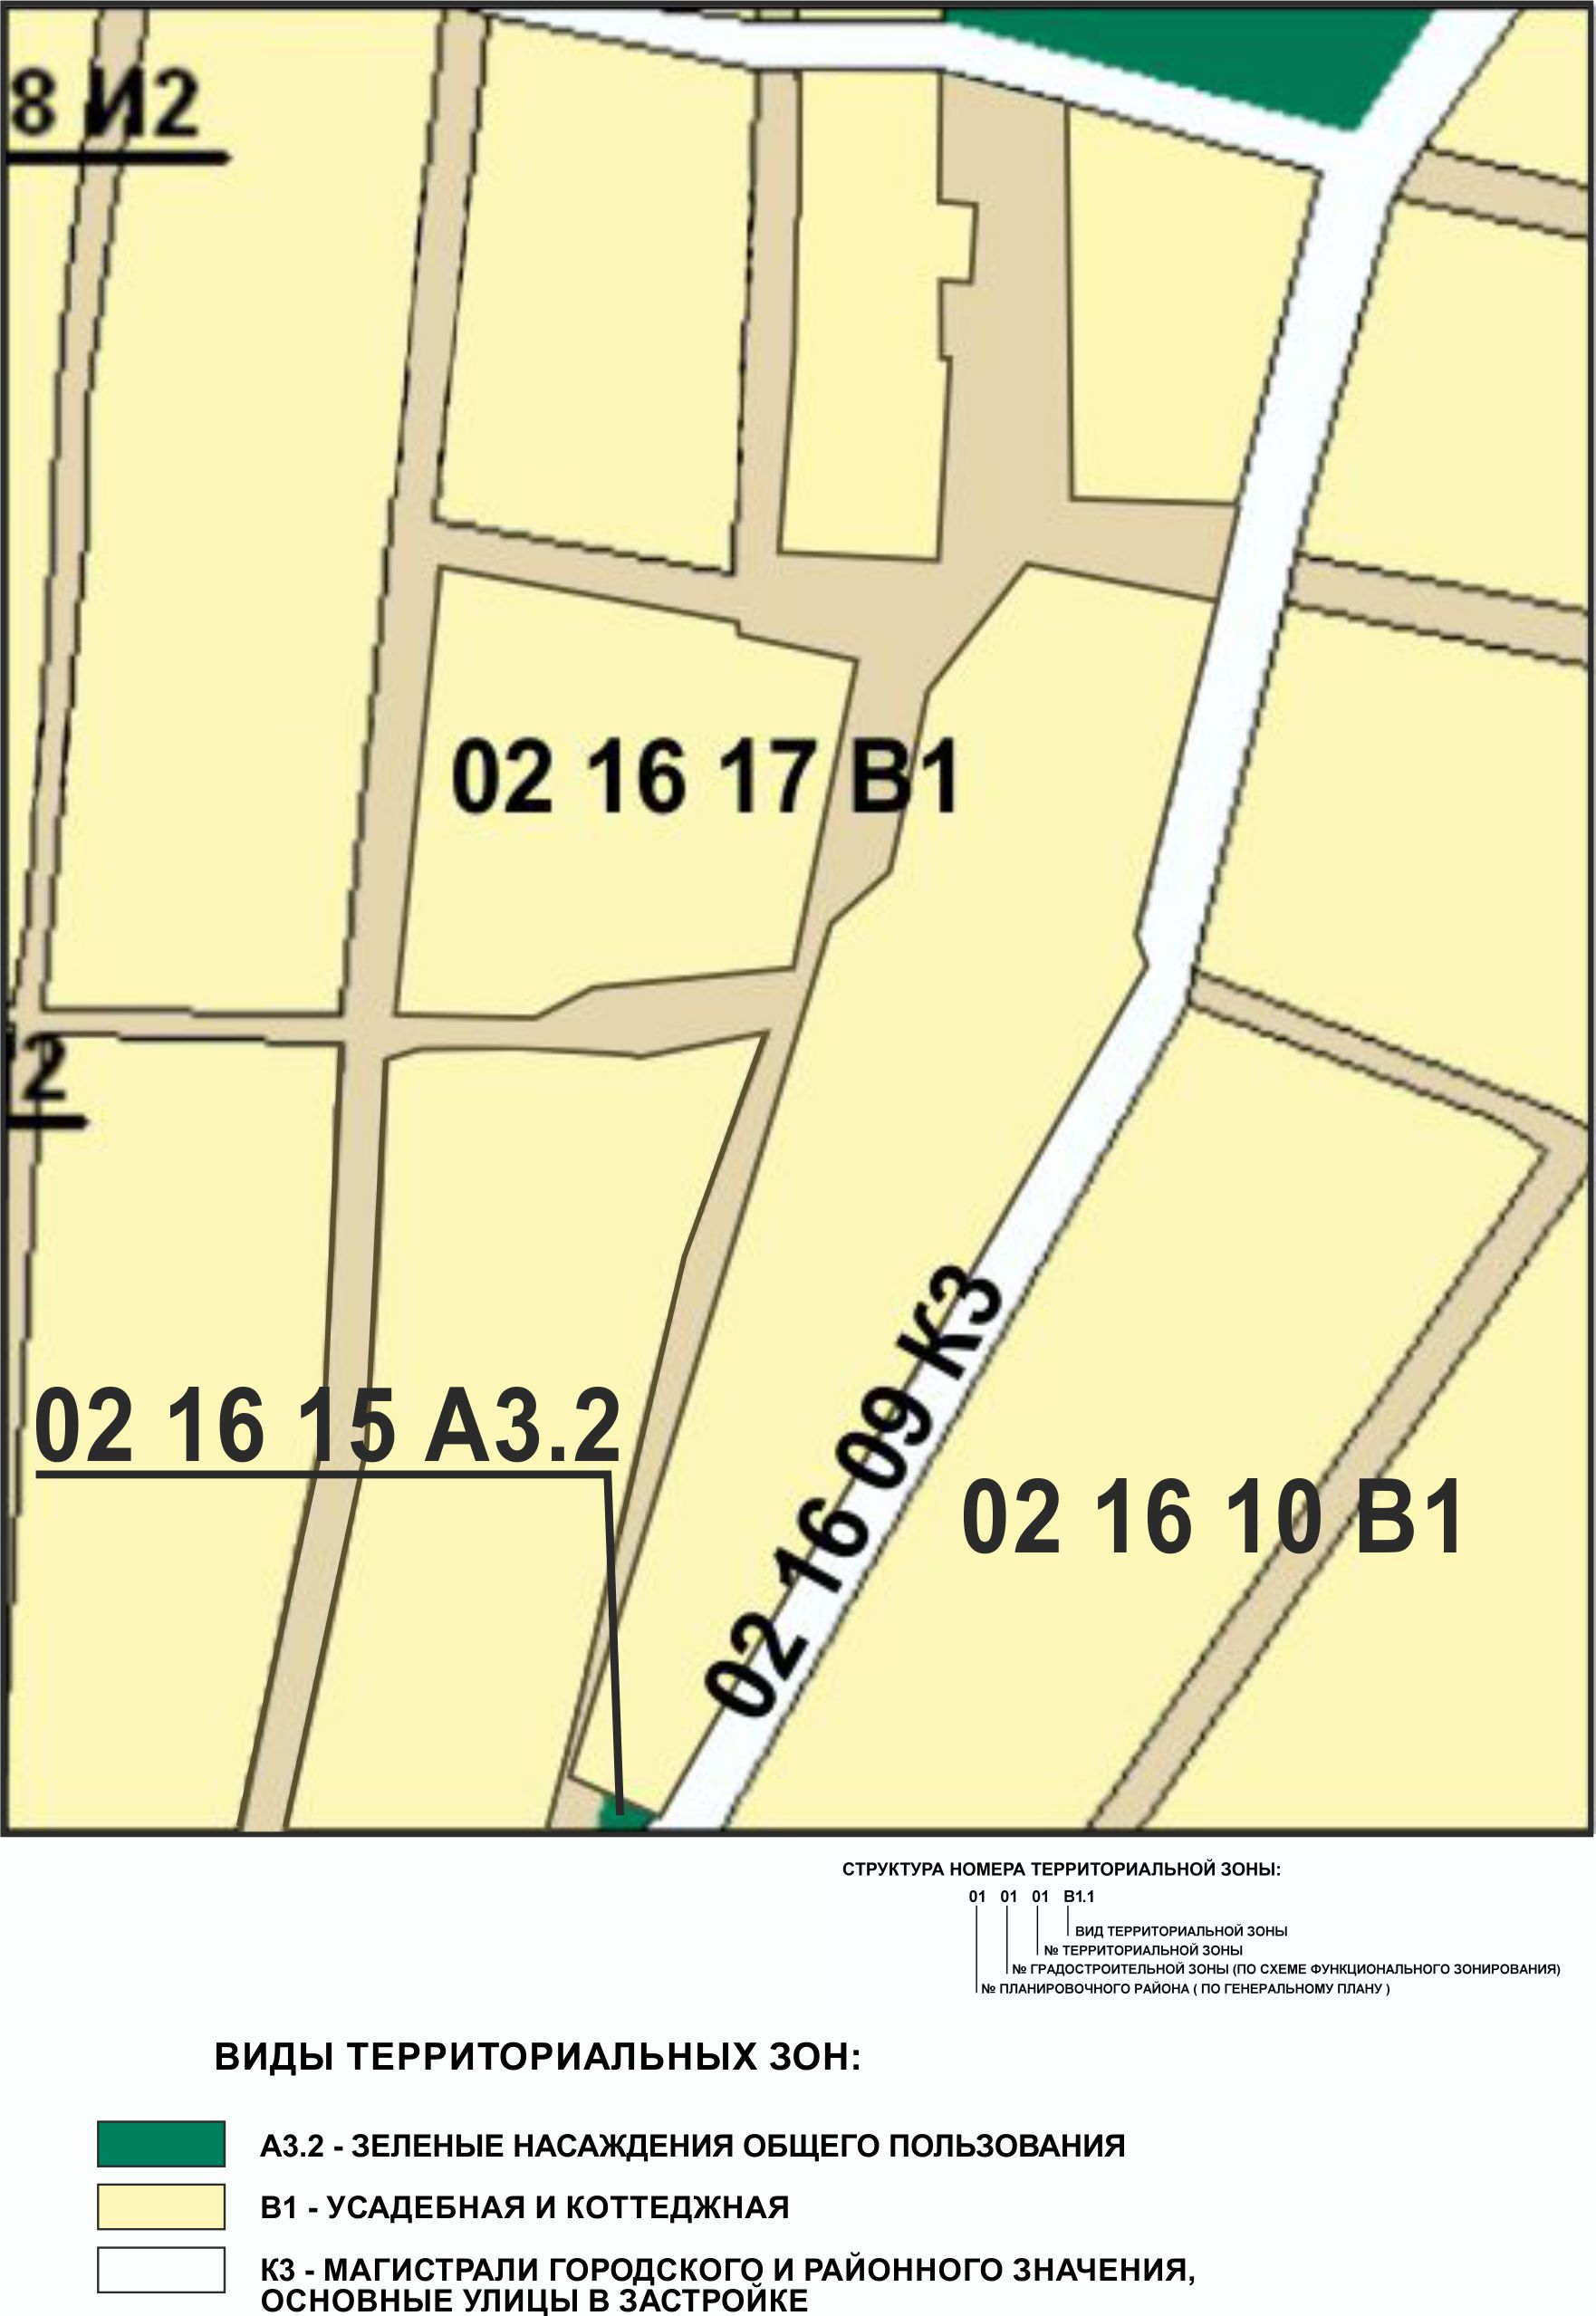 8 И2
02 16 17 В1
2
02 16 15 А3.2
02 16 09 К3
02 16 10 В1
СТРУКТУРА НОМЕРА ТЕРРИТОРИАЛЬНОЙ ЗОНЫ:
01 01 01 В1.1
ВИД ТЕРРИТОРИАЛЬНОЙ ЗОНЫ
№ ТЕРРИТОРИАЛЬНОЙ ЗОНЫ
№ ГРАДОСТРОИТЕЛЬНОЙ ЗОНЫ (ПО СХЕМЕ ФУНКЦИОНАЛЬНОГО ЗОНИРОВАНИЯ)
№ ПЛАНИРОВОЧНОГО РАЙОНА ( ПО ГЕНЕРАЛЬНОМУ ПЛАНУ )
ВИДЫ ТЕРРИТОРИАЛЬНЫХ ЗОН:
А3.2 - ЗЕЛЕНЫЕ НАСАЖДЕНИЯ ОБЩЕГО ПОЛЬЗОВАНИЯ
В1 - УСАДЕБНАЯ И КОТТЕДЖНАЯ
К3 - МАГИСТРАЛИ ГОРОДСКОГО И РАЙОННОГО ЗНАЧЕНИЯ,
ОСНОВНЫЕ УЛИЦЫ В ЗАСТРОЙКЕ